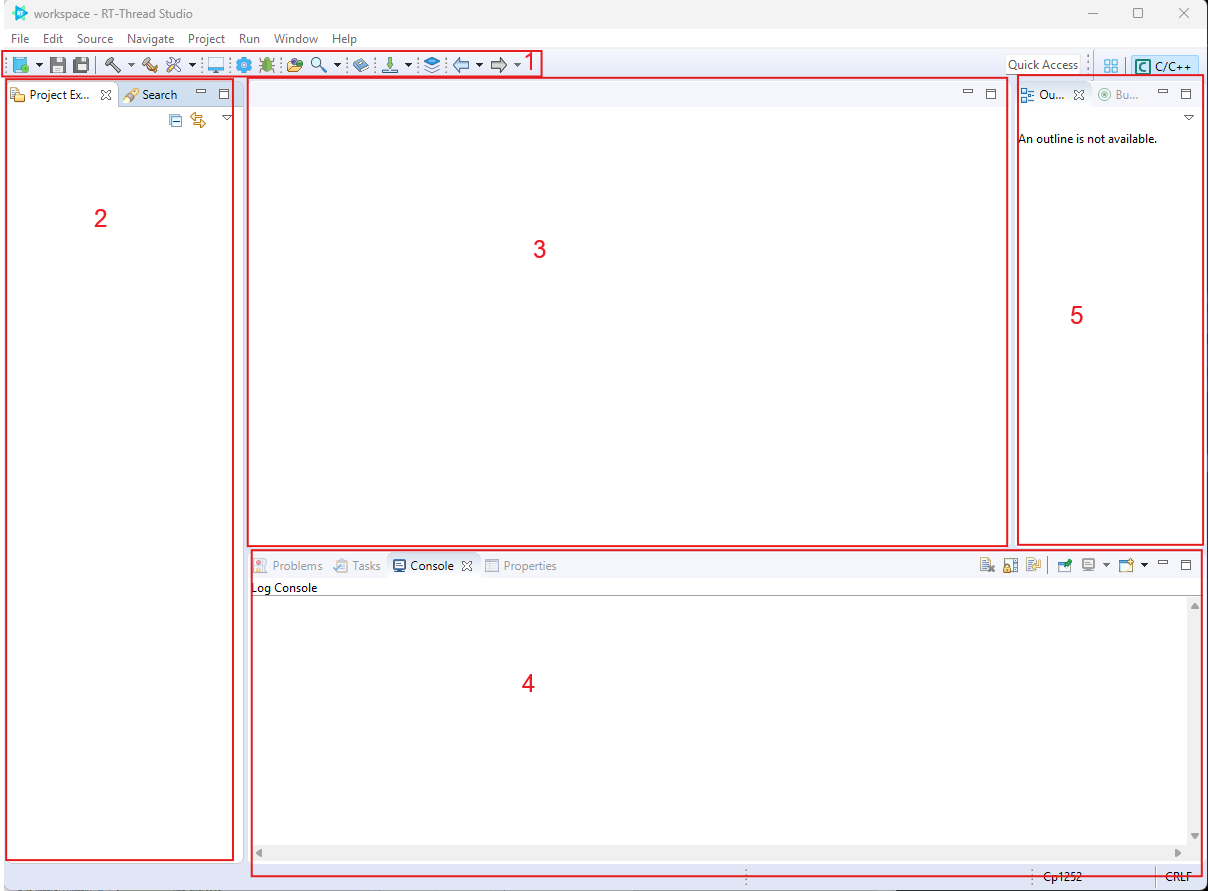 workspace - RT-Thread Studio
File Edit Source Navigate Project Run Window Help
1
Quick Access
C/C++
Project Ex...
Search
Ou...
Bu...
An outline is not available.
2
3
5
Problems Tasks Console Properties
Log Console
4
Cp1252
CRLF